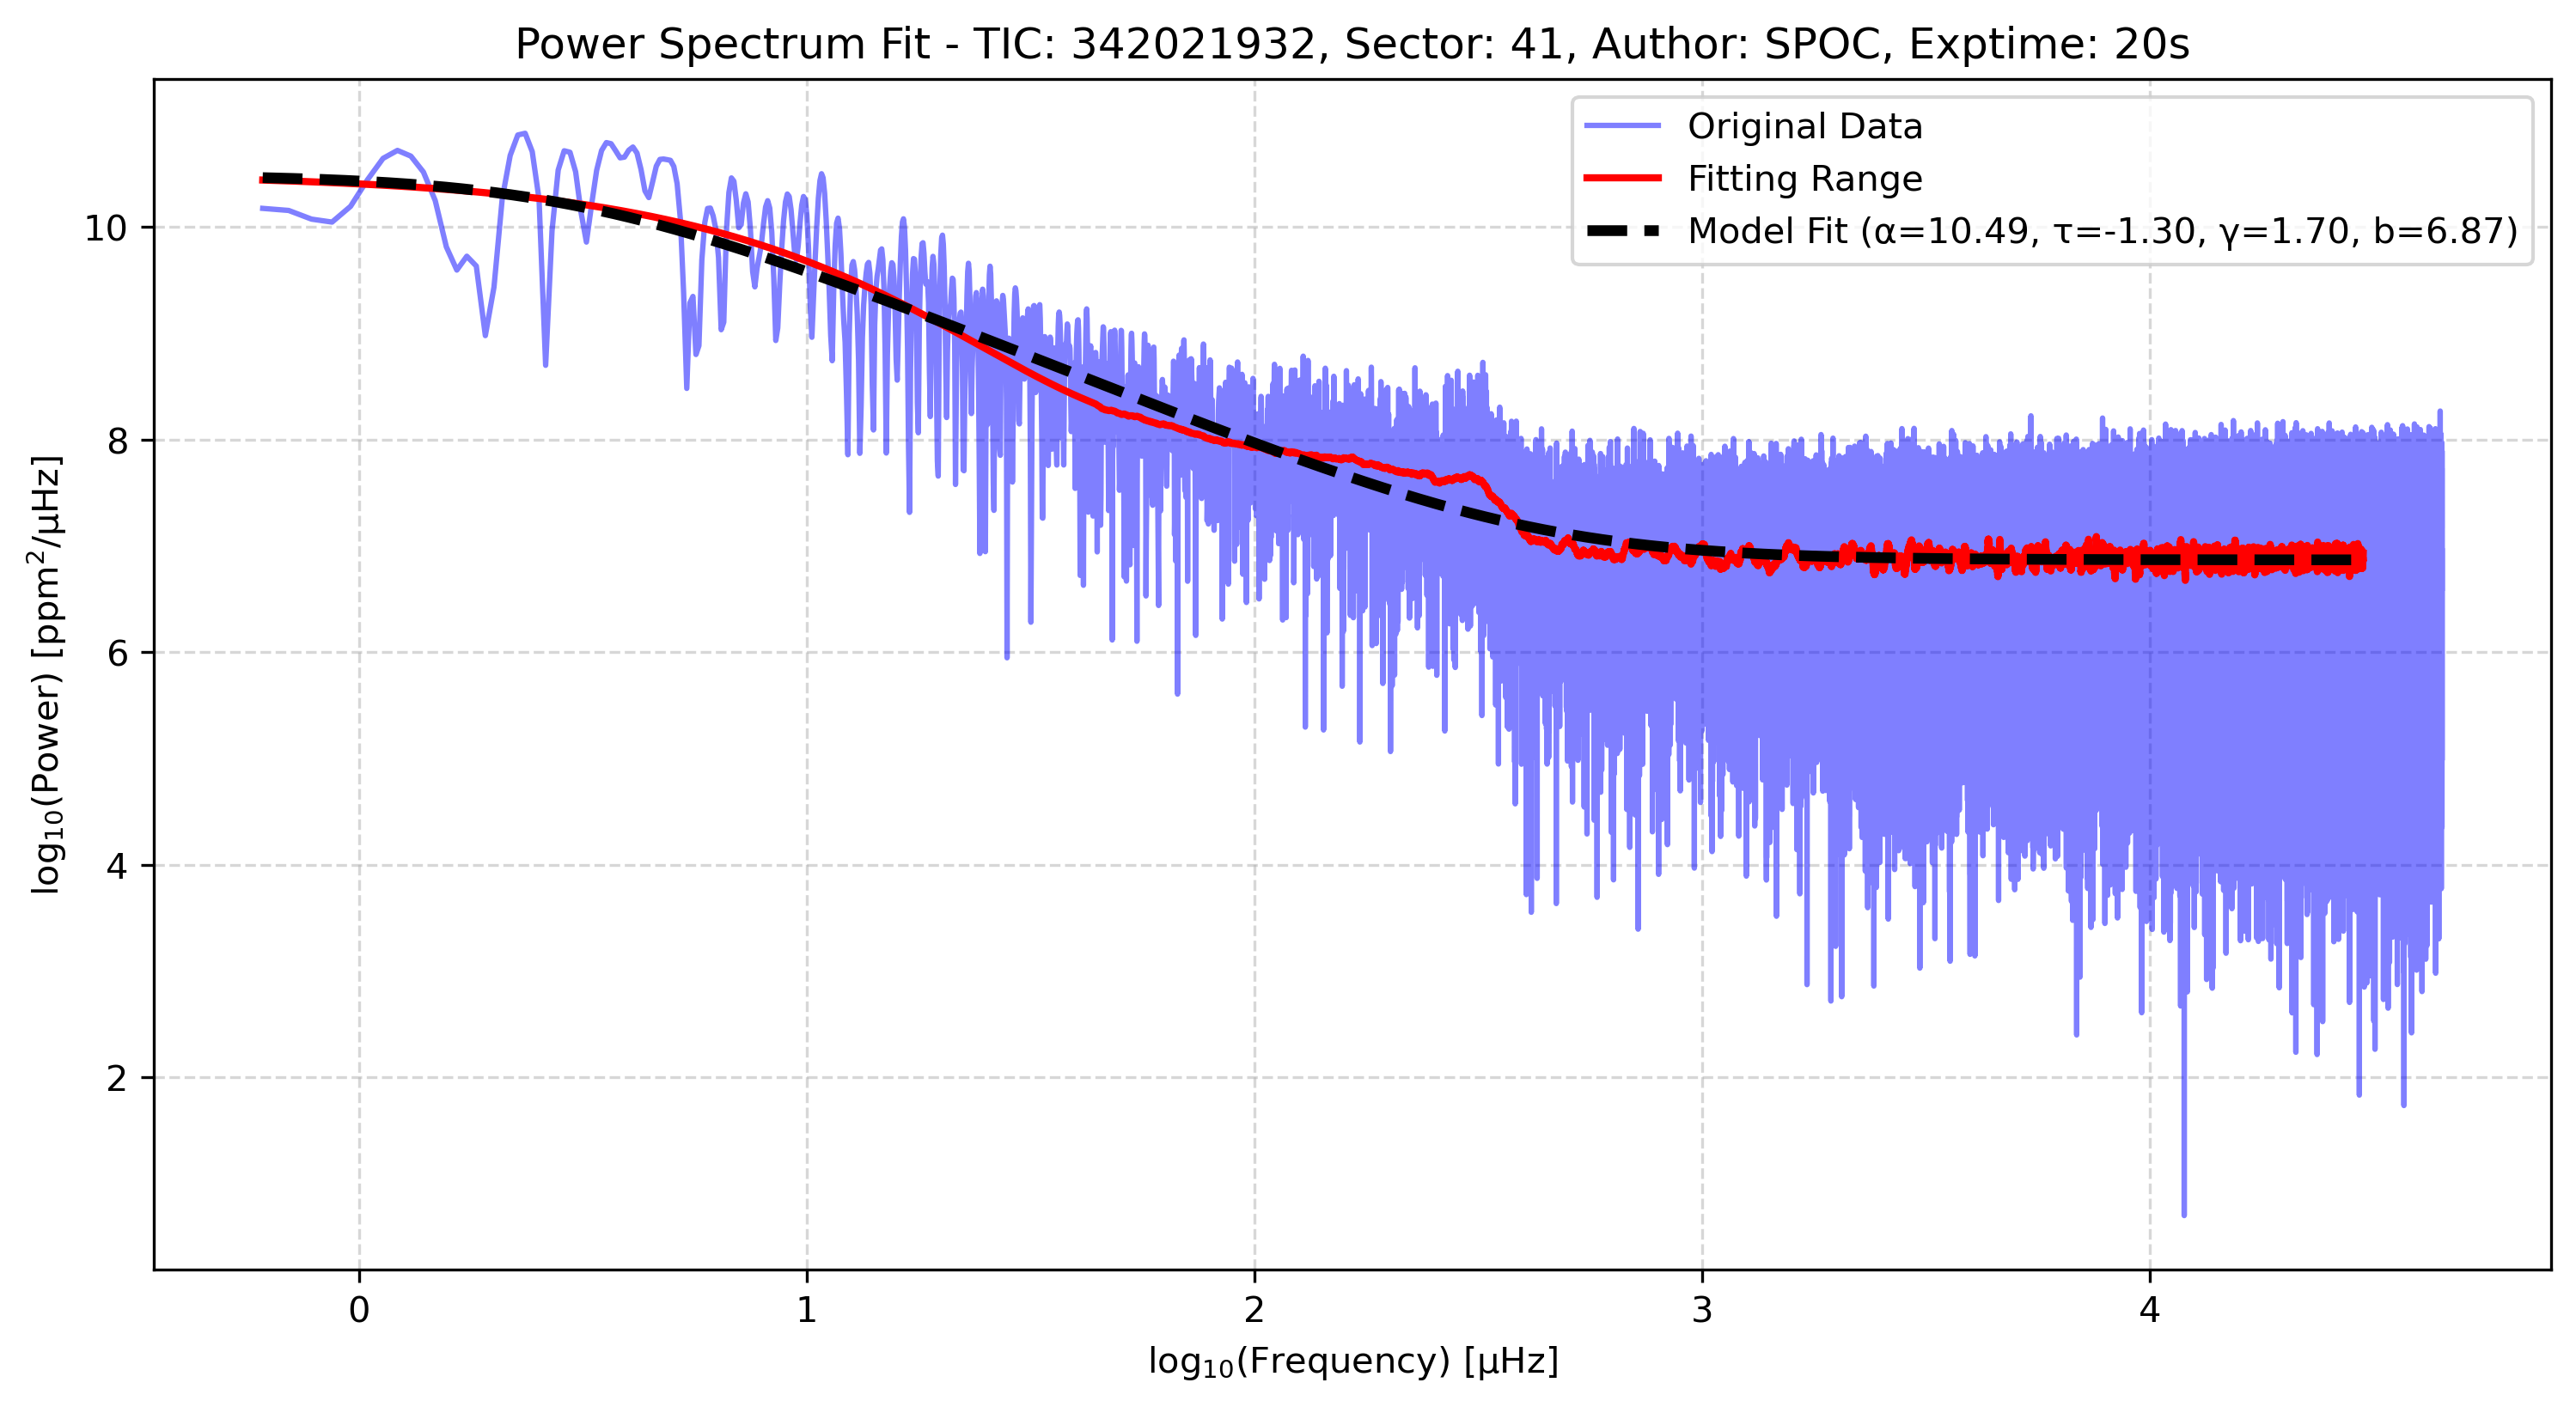 Power Spectrum Fit - TIC: 342021932, Sector: 41, Author: SPOC, Exptime: 20s
Original Data
Fitting Range
Model Fit (α=10.49, τ=-1.30, γ=1.70, b=6.87)
log₁₀(Power) [ppm²/μHz]
10
8
6
4
2
0 1 2 3 4
log₁₀(Frequency) [μHz]